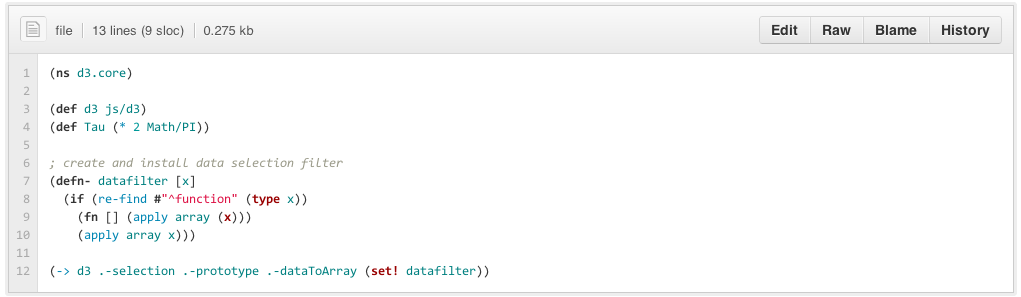 file 13 lines (9 sloc) 0.275 kb Edit Raw Blame History
1 (ns d3.core)
2
3 (def d3 js/d3)
4 (def Tau (* 2 Math/PI))
5
6 ; create and install data selection filter
7 (defn- datafilter [x]
8   (if (re-find #"^function" (type x))
9     (fn [] (apply array (x)))
10     (apply array x)))
11
12 (-> d3 .-selection .-prototype .-dataToArray (set! datafilter))